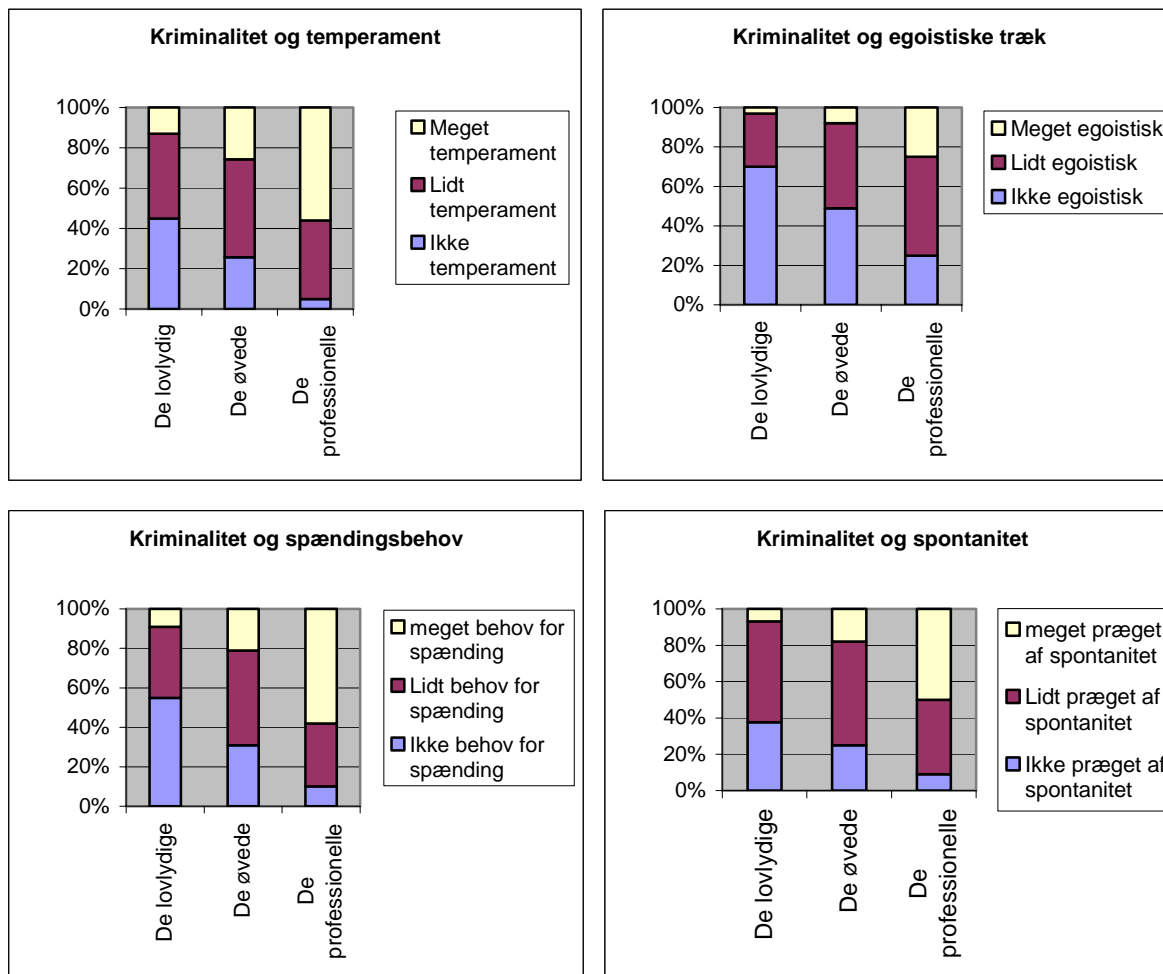 Kriminalitet og temperament
100%
80%
60%
40%
20%
0%
De lovlydig
De øvede
De
professionelle
Meget
temperament
Lidt
temperament
Ikke
temperament
Kriminalitet og egoistiske træk
100%
80%
60%
40%
20%
0%
De lovlydige
De øvede
De
professionelle
Meget egoistisk
Lidt egoistisk
Ikke egoistisk
Kriminalitet og spændingsbehov
100%
80%
60%
40%
20%
0%
De lovlydige
De øvede
De
professionelle
meget behov for
spænding
Lidt behov for
spænding
Ikke behov for
spænding
Kriminalitet og spontanitet
100%
80%
60%
40%
20%
0%
De lovlydige
De øvede
De
professionelle
meget præget
af spontanitet
Lidt præget af
spontanitet
Ikke præget af
spontanitet